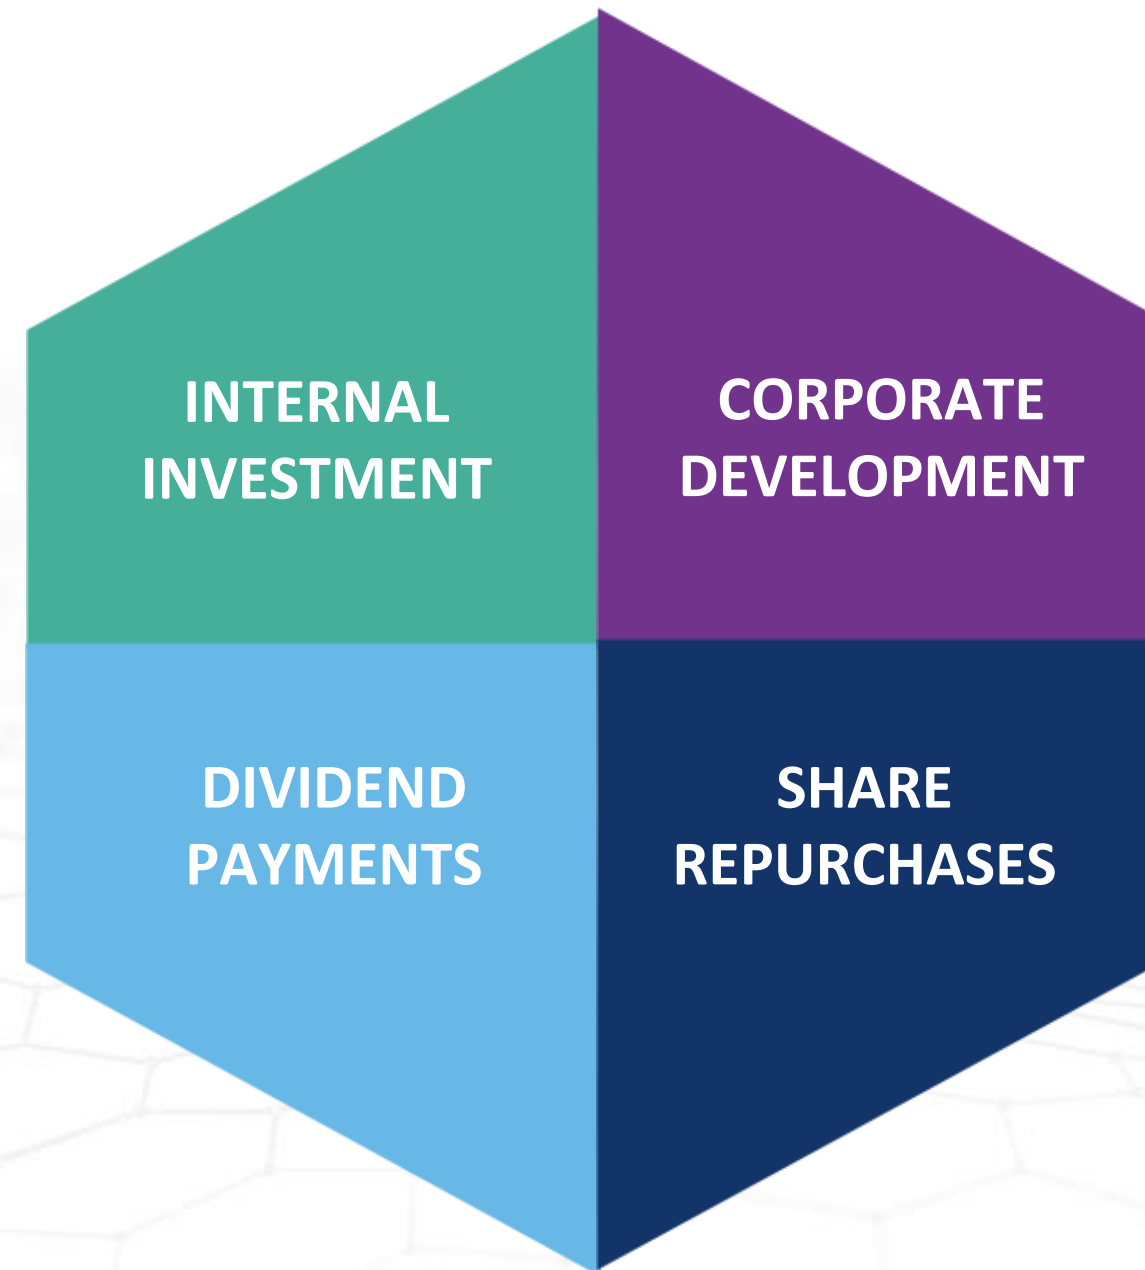 INTERNAL
INVESTMENT
CORPORATE
DEVELOPMENT
DIVIDEND
PAYMENTS
SHARE
REPURCHASES